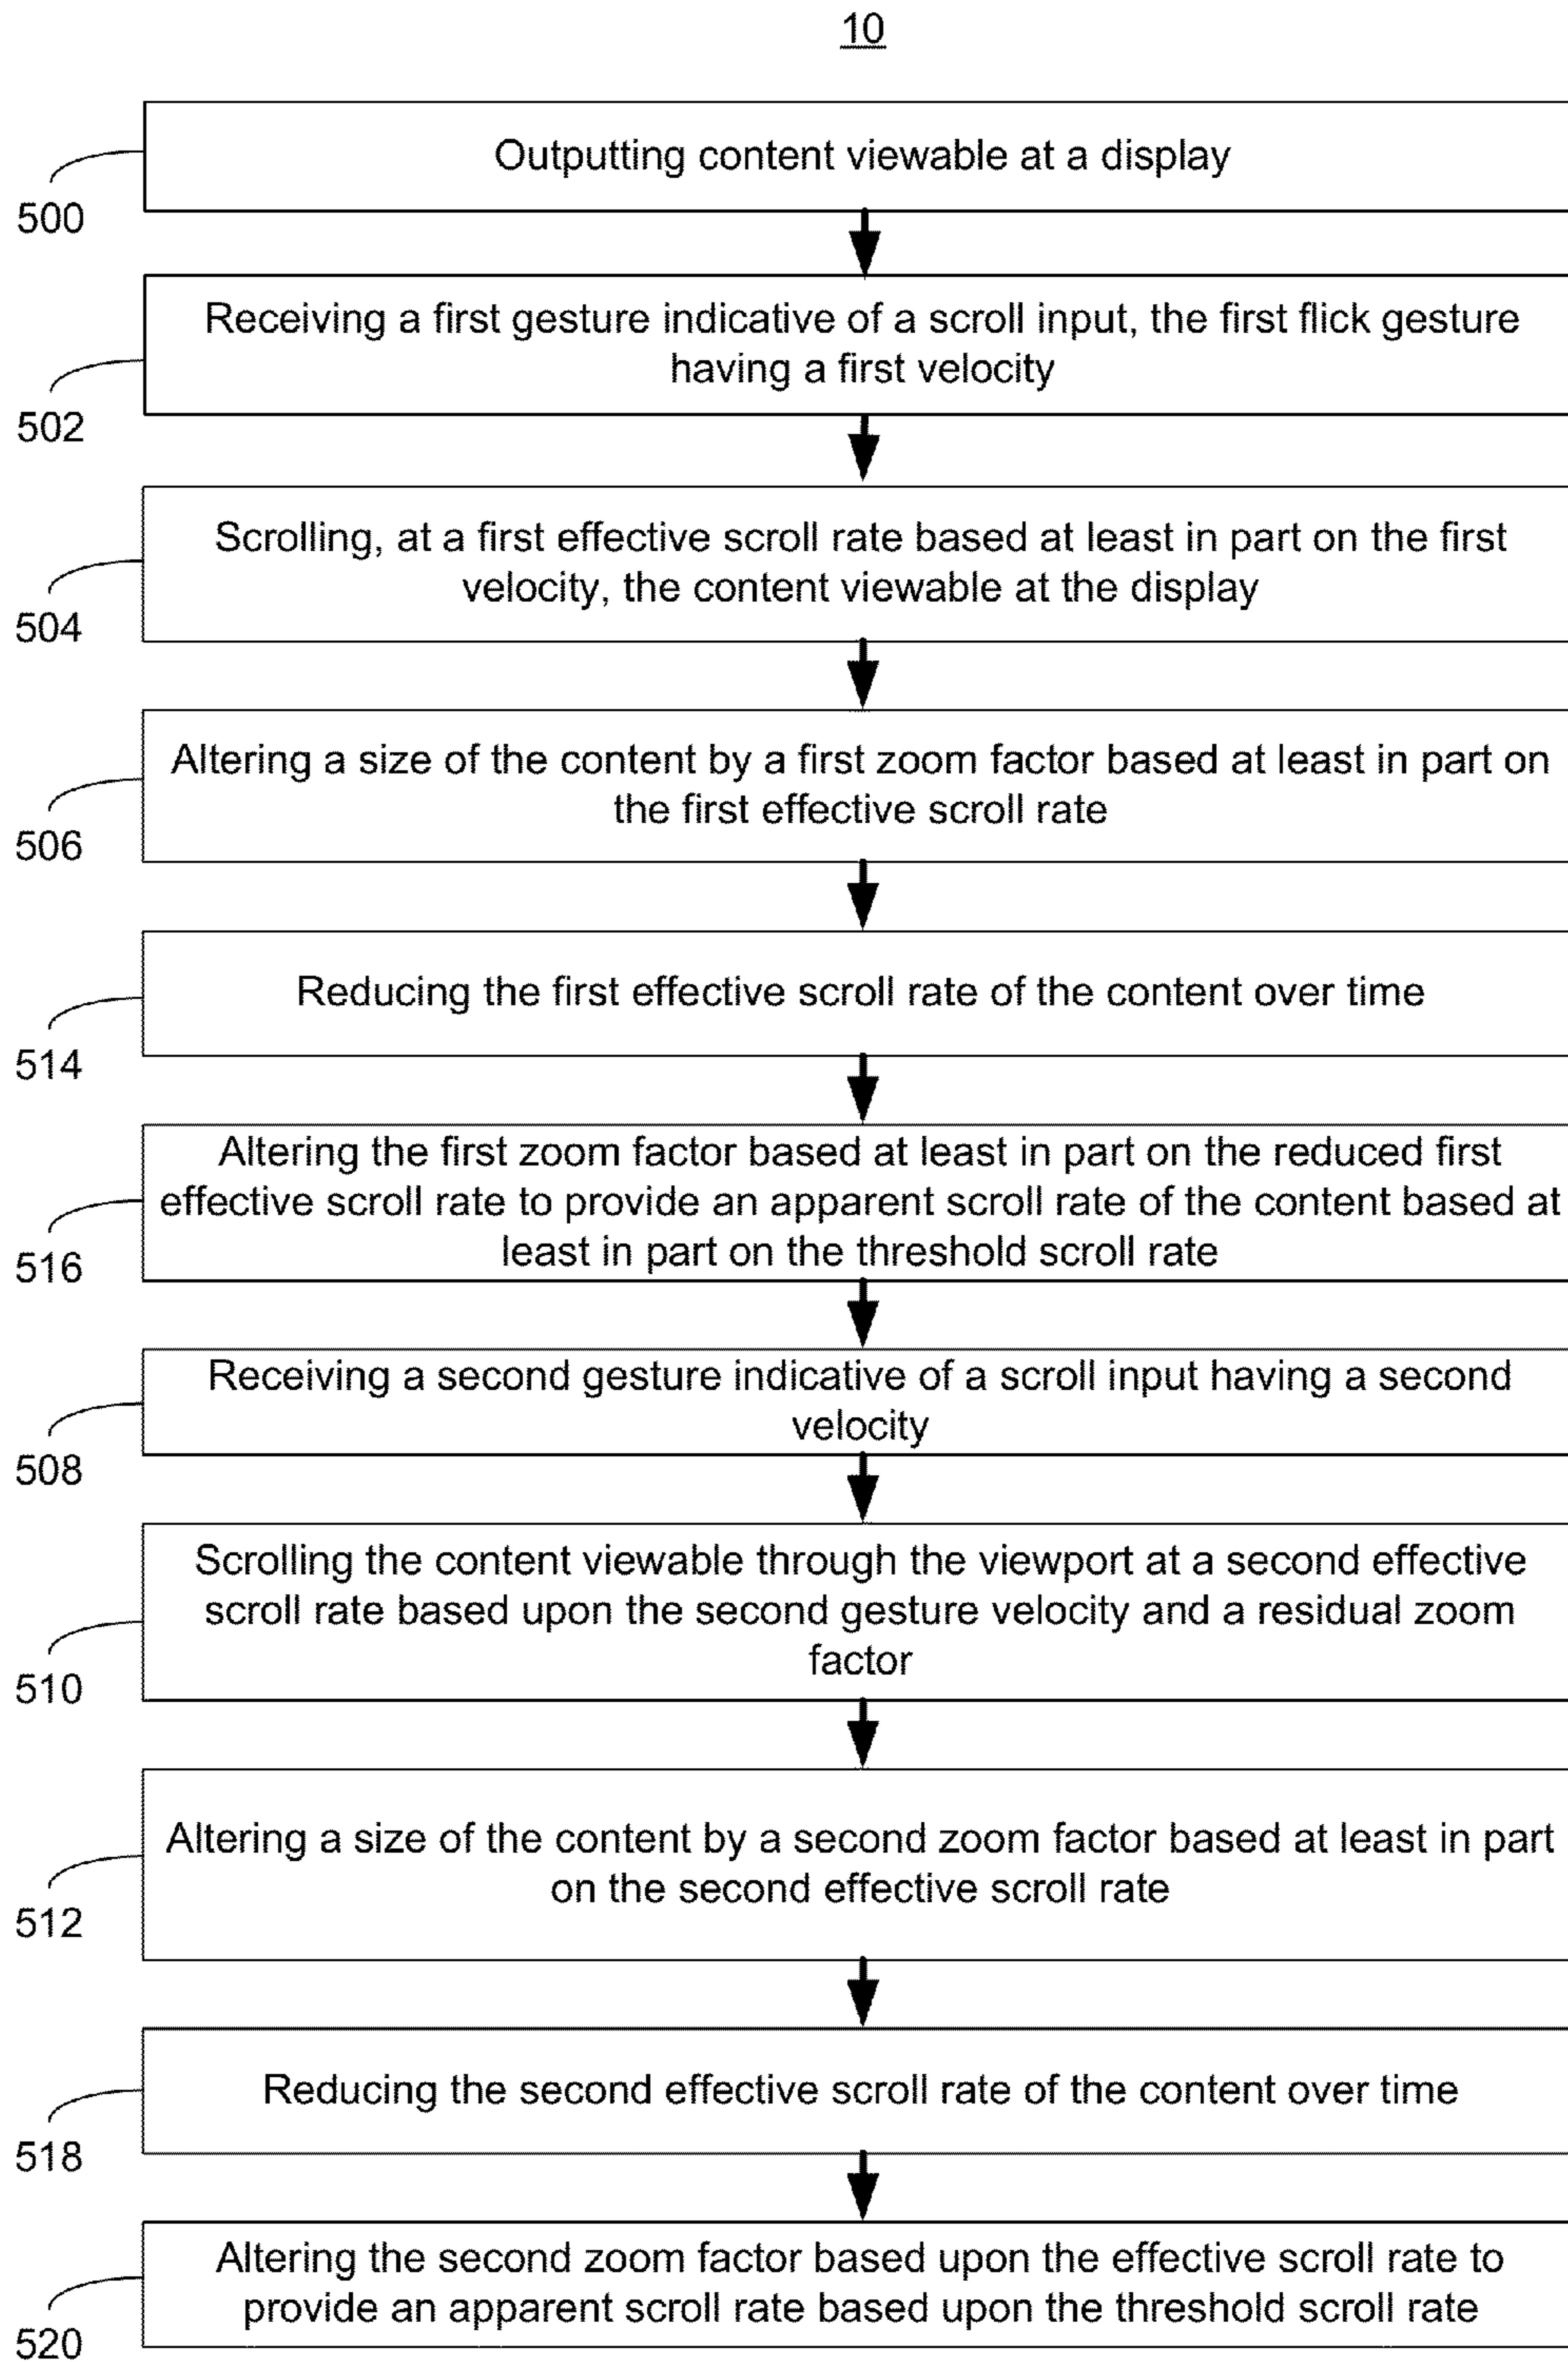 10
Outputting content viewable at a display
500
Receiving a first gesture indicative of a scroll input, the first flick gesture
having a first velocity
502
Scrolling, at a first effective scroll rate based at least in part on the first
velocity, the content viewable at the display
504
Altering a size of the content by a first zoom factor based at least in part on
the first effective scroll rate
506
Reducing the first effective scroll rate of the content over time
514
Altering the first zoom factor based at least in part on the reduced first
effective scroll rate to provide an apparent scroll rate of the content based at
least in part on the threshold scroll rate
516
Receiving a second gesture indicative of a scroll input having a second
velocity
508
Scrolling the content viewable through the viewport at a second effective
scroll rate based upon the second gesture velocity and a residual zoom
factor
510
Altering a size of the content by a second zoom factor based at least in part
on the second effective scroll rate
512
Reducing the second effective scroll rate of the content over time
518
Altering the second zoom factor based upon the effective scroll rate to
provide an apparent scroll rate based upon the threshold scroll rate
520